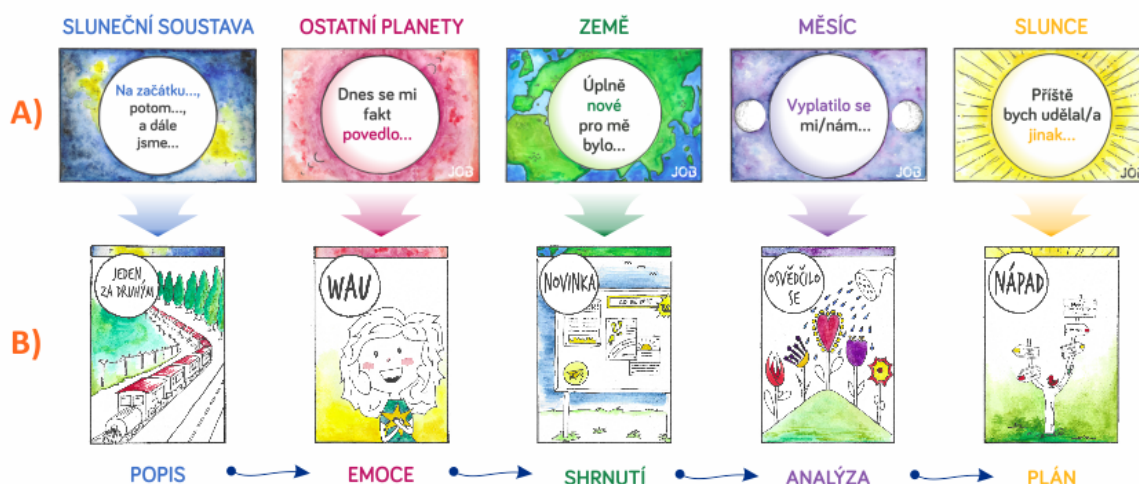 SLUNEČNÍ SOUSTAVA
OSTATNÍ PLANETY
ZEMĚ
MĚSÍC
SLUNCE
A)
Na začátku...,
potom...,
a dále
jsme...
Dnes se mi
fakt
povedlo...
JOB
Úplně
nové
pro mě
bylo...
JOB
Vyplatilo se
mi/nám...
JOB
Příště
bych udělal/a
jinak...
JOB
B)
JEDEN
ZA DRUHÝM
WAU
NOVINKA
OSVĚDČILO
SE
NÁPAD
POPIS
EMOCE
SHRNUTÍ
ANALÝZA
PLÁN